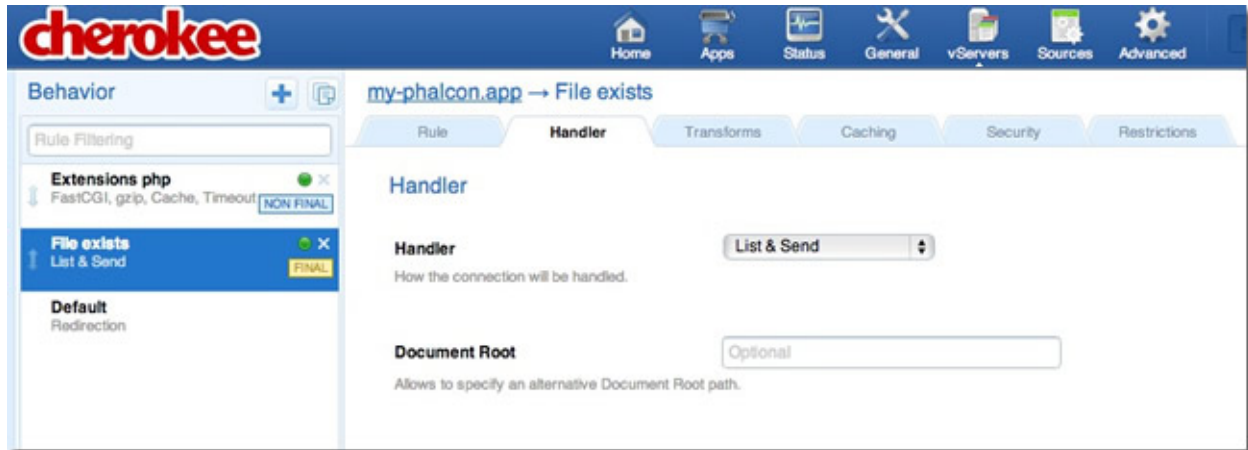 cherokee
Home Apps Status General vServers Sources Advanced
Behavior
Rule Filtering
Extensions php
FastCGI, gzip, Cache, Timeout NON FINAL
File exists
List & Send
FINAL
Default
Redirection
my-phalcon.app → File exists
Rule Handler Transforms Caching Security Restrictions
Handler
Handler List & Send
How the connection will be handled.
Document Root Optional
Allows to specify an alternative Document Root path.